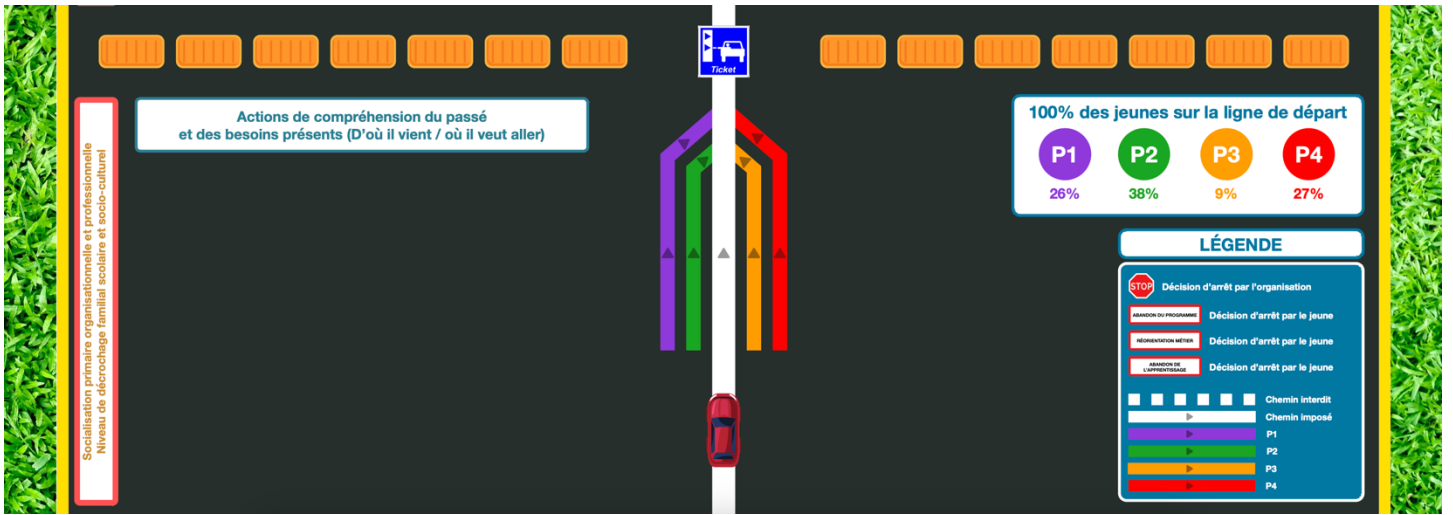 Ticket
Socialisation primaire organisationnelle et professionnelle
Niveau de décrochage familial scolaire et socio-culturel
Actions de compréhension du passé
et des besoins présents (D'où il vient / où il veut aller)
100% des jeunes sur la ligne de départ
P1 P2 P3 P4
26% 38% 9% 27%
LÉGENDE
STOP Décision d'arrêt par l'organisation
ABANDON DU PROGRAMME Décision d'arrêt par le jeune
RÉORIENTATION MÉTIER Décision d'arrêt par le jeune
ABANDON DE
L'APPRENTISSAGE Décision d'arrêt par le jeune
Chemin interdit
Chemin imposé
P1
P2
P3
P4